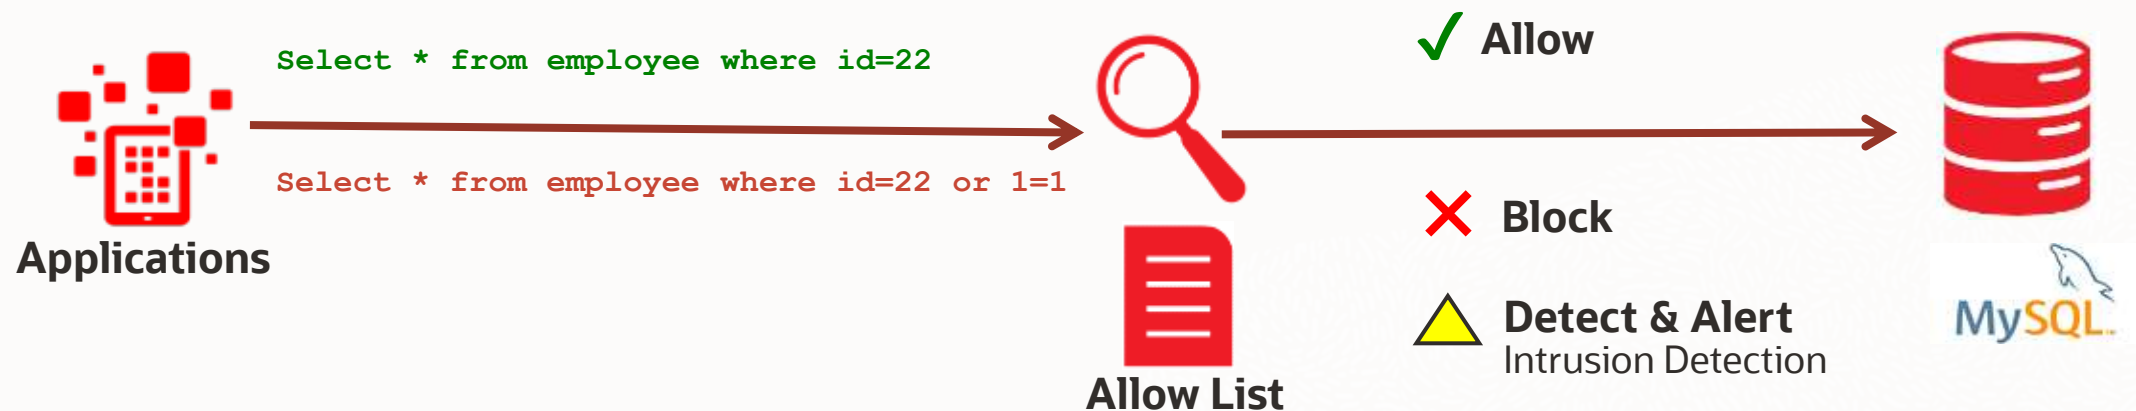 Select * from employee where id=22
Select * from employee where id=22 or 1=1
Applications
Allow List
Allow
Block
Detect & Alert
Intrusion Detection
MySQL™